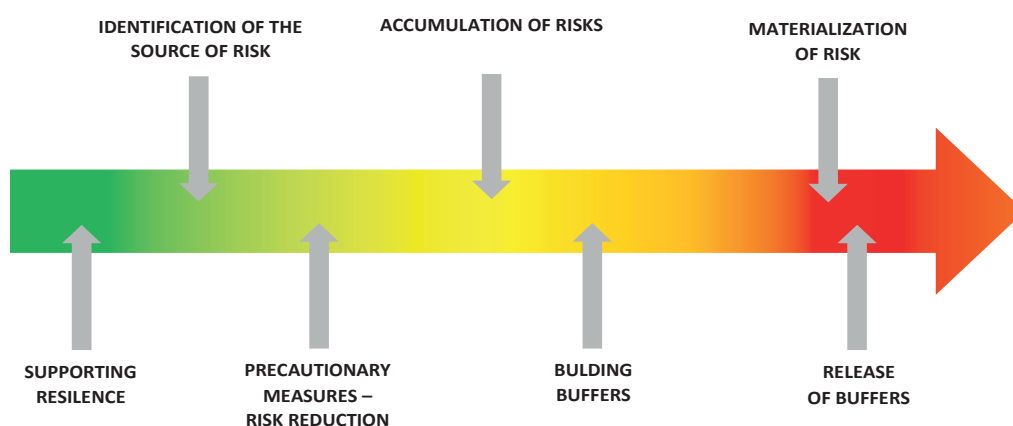 IDENTIFICATION OF THE
SOURCE OF RISK
ACCUMULATION OF RISKS
MATERIALIZATION
OF RISK
SUPPORTING
RESILENCE
PRECAUTIONARY
MEASURES –
RISK REDUCTION
BULDING
BUFFERS
RELEASE
OF BUFFERS